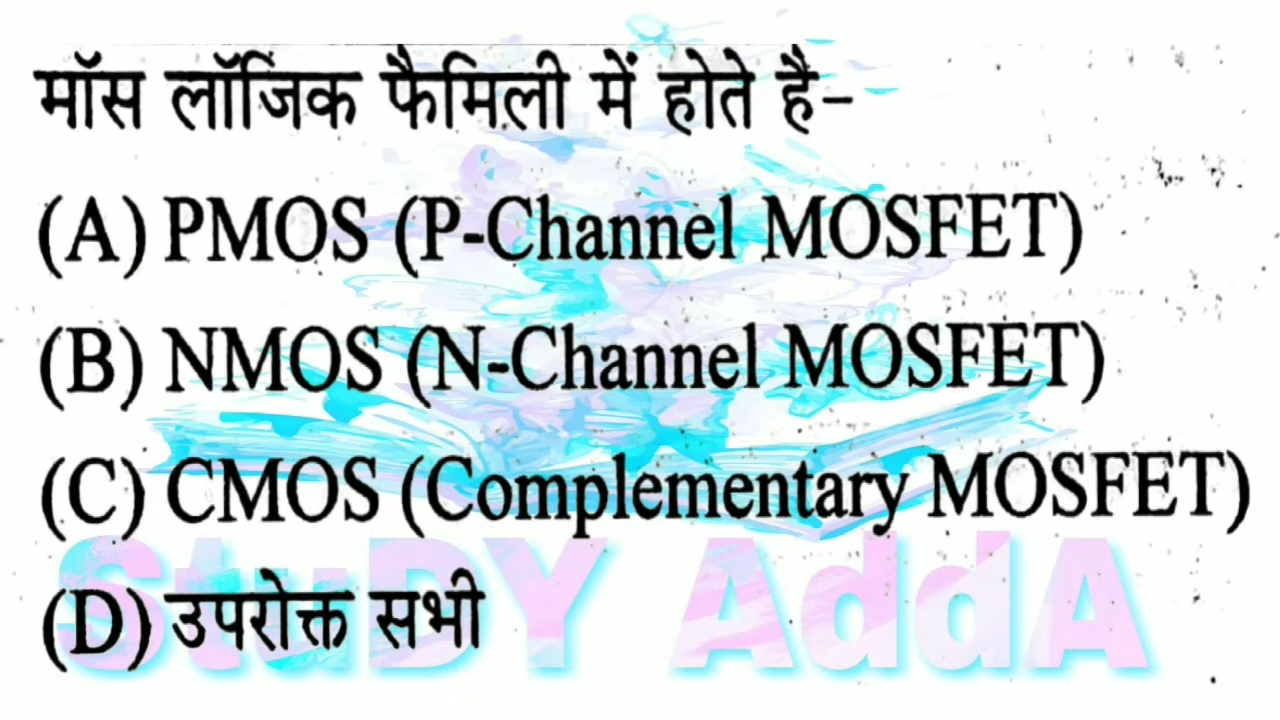 मॉस लॉजिक फैमिली में होते है–
(A) PMOS (P-Channel MOSFET)
(B) NMOS (N-Channel MOSFET)
(C) CMOS (Complementary MOSFET)
(D) उपरोक्त सभी
StuDY AddA